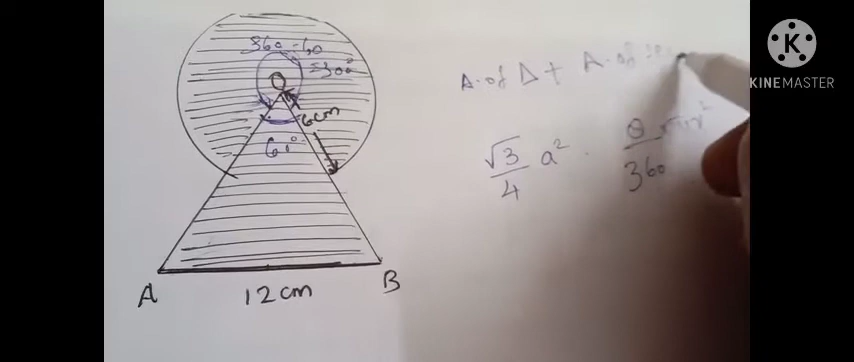 K
KINEMASTER
360-60
=300°
O
6cm
60°
A
12cm
B
A.of Δ + A.of
√3/4 a² . θ/360 πr²